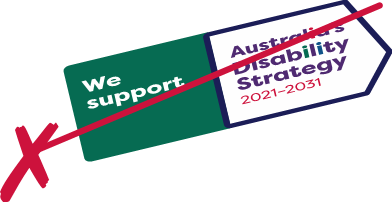 We
support
Australia's
Disability
Strategy
2021–2031